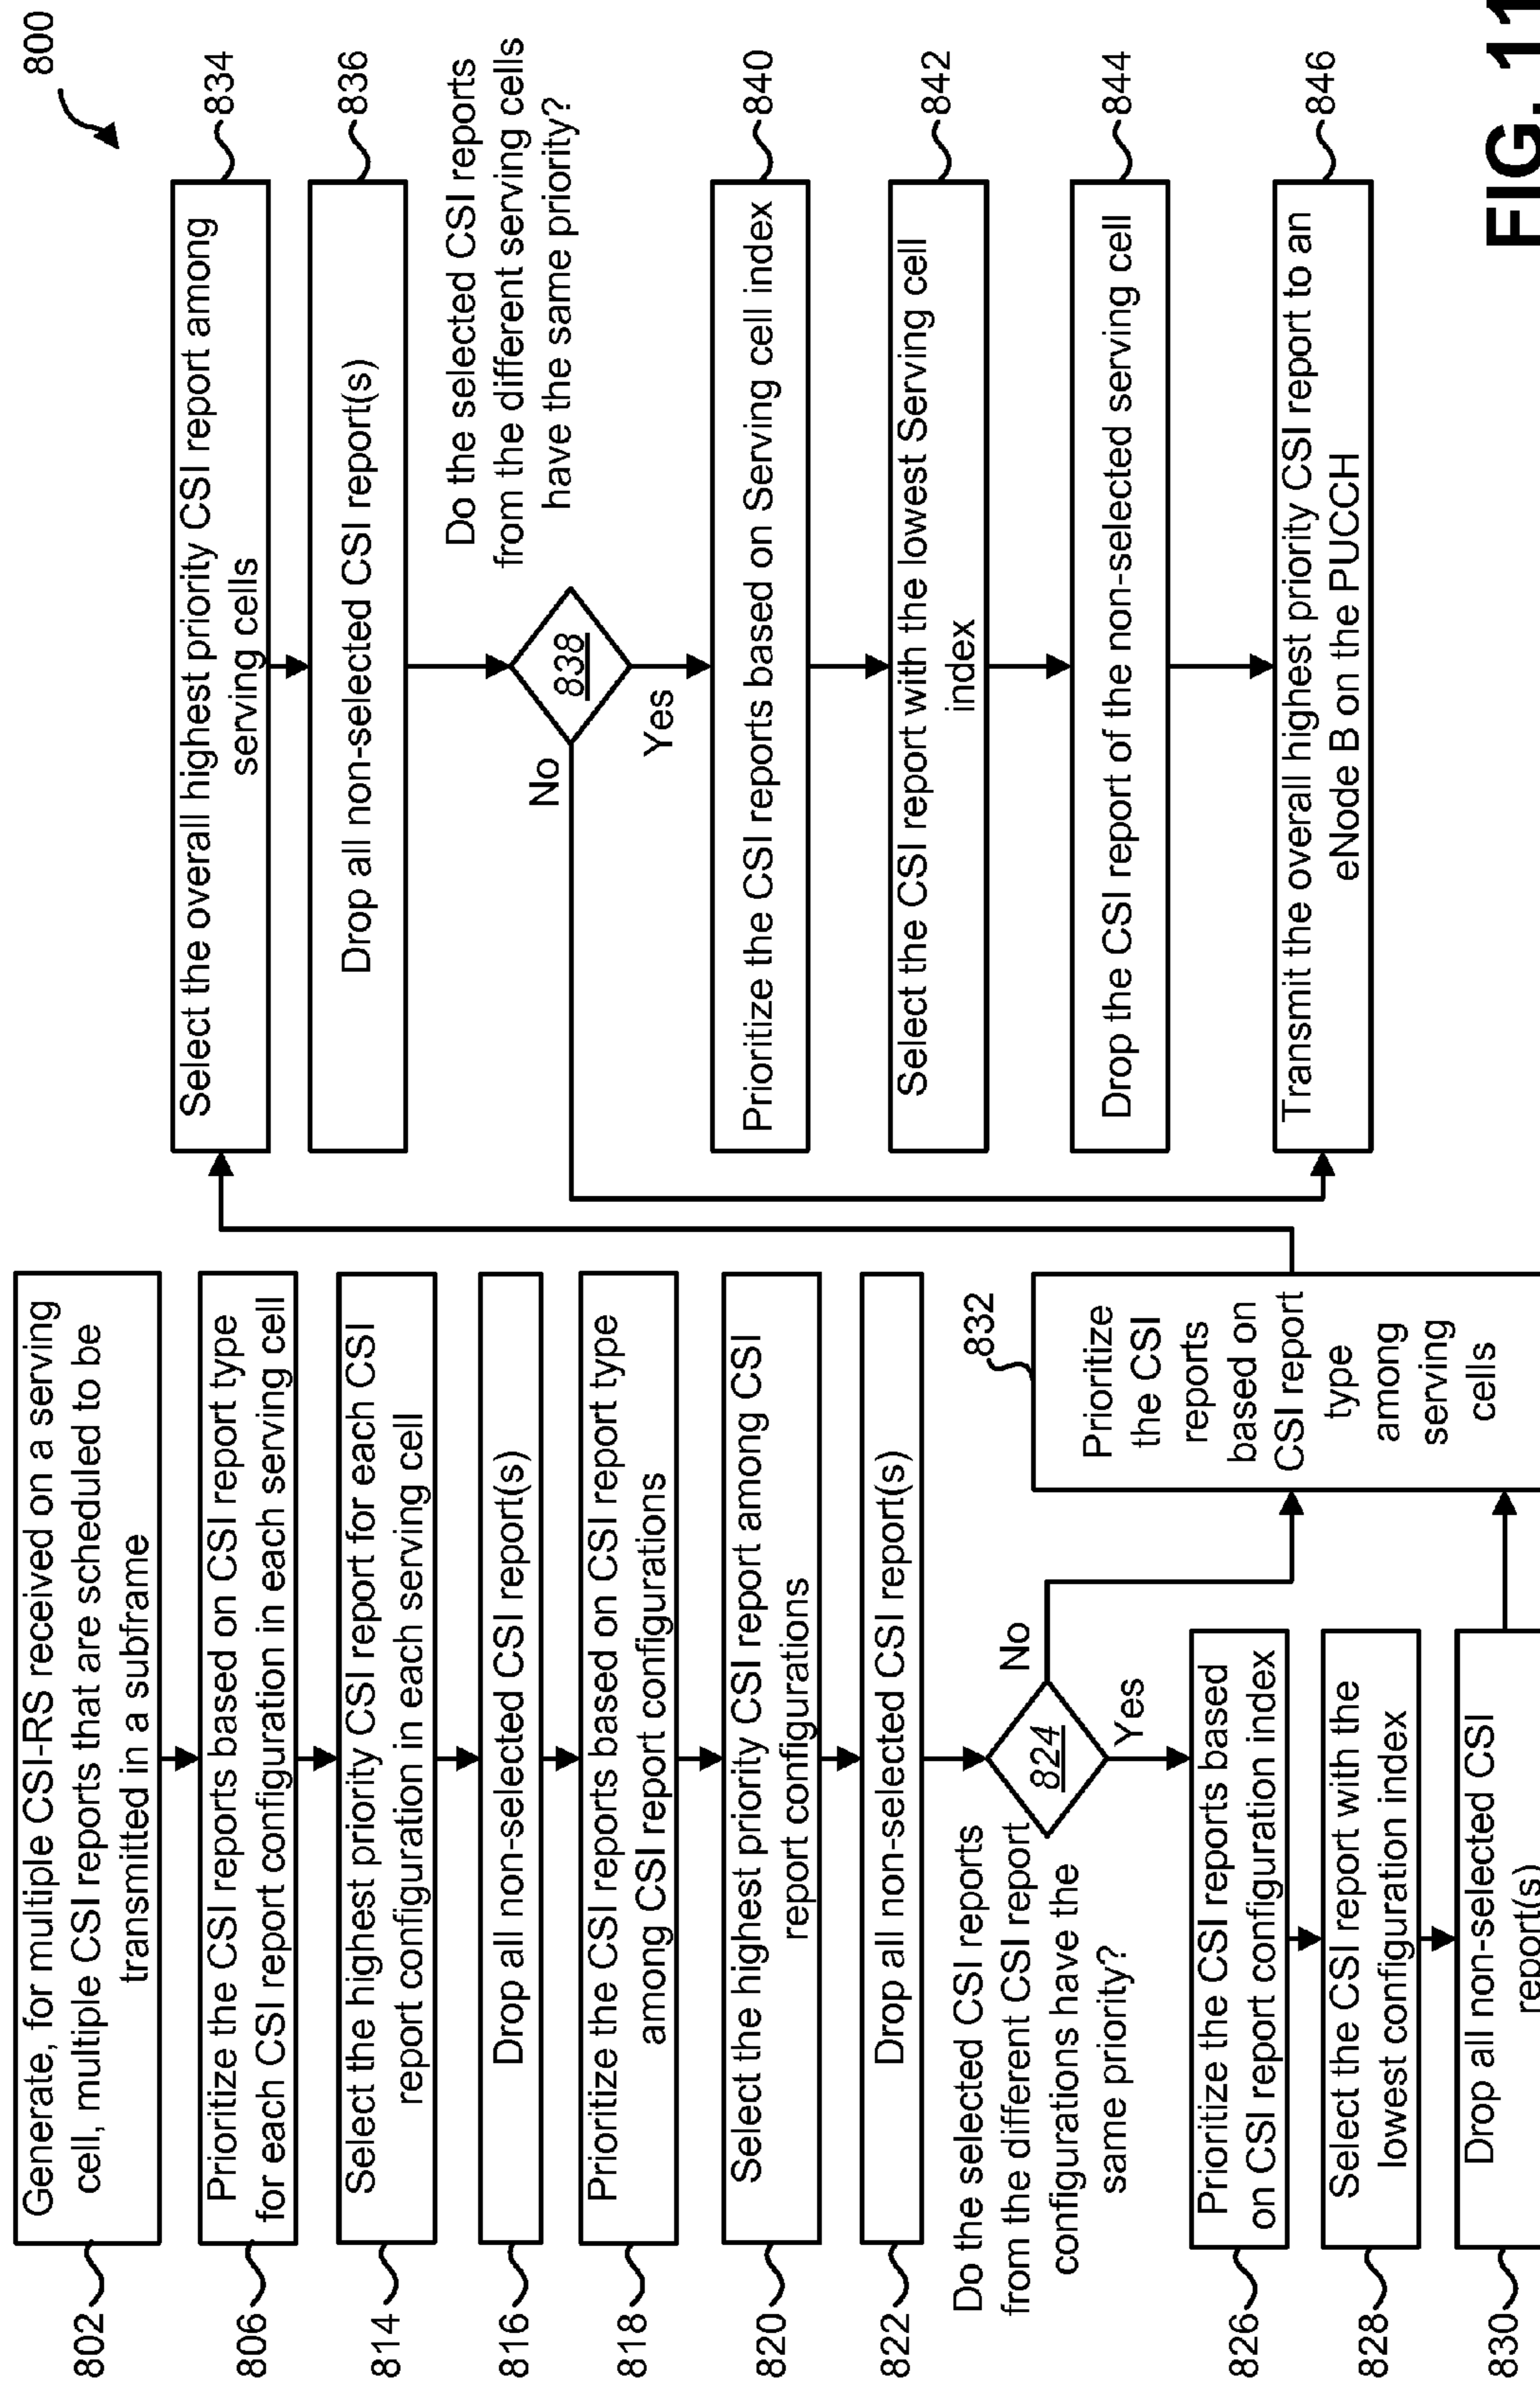 800
802
Generate, for multiple CSI-RS received on a serving
cell, multiple CSI reports that are scheduled to be
transmitted in a subframe
806
Prioritize the CSI reports based on CSI report type
for each CSI report configuration in each serving cell
814
Select the highest priority CSI report for each CSI
report configuration in each serving cell
816
Drop all non-selected CSI report(s)
818
Prioritize the CSI reports based on CSI report type
among CSI report configurations
820
Select the highest priority CSI report among CSI
report configurations
822
Drop all non-selected CSI report(s)
Do the selected CSI reports
from the different CSI report
configurations have the
same priority?
824
No
Yes
826
Prioritize the CSI reports based
on CSI report configuration index
828
Select the CSI report with the
lowest configuration index
830
Drop all non-selected CSI
report(s)
832
Prioritize
the CSI
reports
based on
CSI report
type
among
serving
cells
834
Select the overall highest priority CSI report among
serving cells
836
Drop all non-selected CSI report(s)
Do the selected CSI reports
from the different serving cells
have the same priority?
838
No
Yes
840
Prioritize the CSI reports based on Serving cell index
842
Select the CSI report with the lowest Serving cell
index
844
Drop the CSI report of the non-selected serving cell
846
Transmit the overall highest priority CSI report to an
eNode B on the PUCCH
FIG. 11